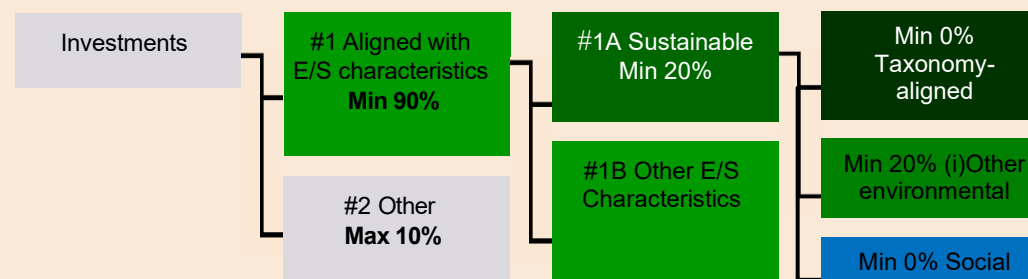 Investments
#1 Aligned with
E/S characteristics
Min 90%
#2 Other
Max 10%
#1A Sustainable
Min 20%
#1B Other E/S
Characteristics
Min 0%
Taxonomy-
aligned
Min 20% (i)Other
environmental
Min 0% Social